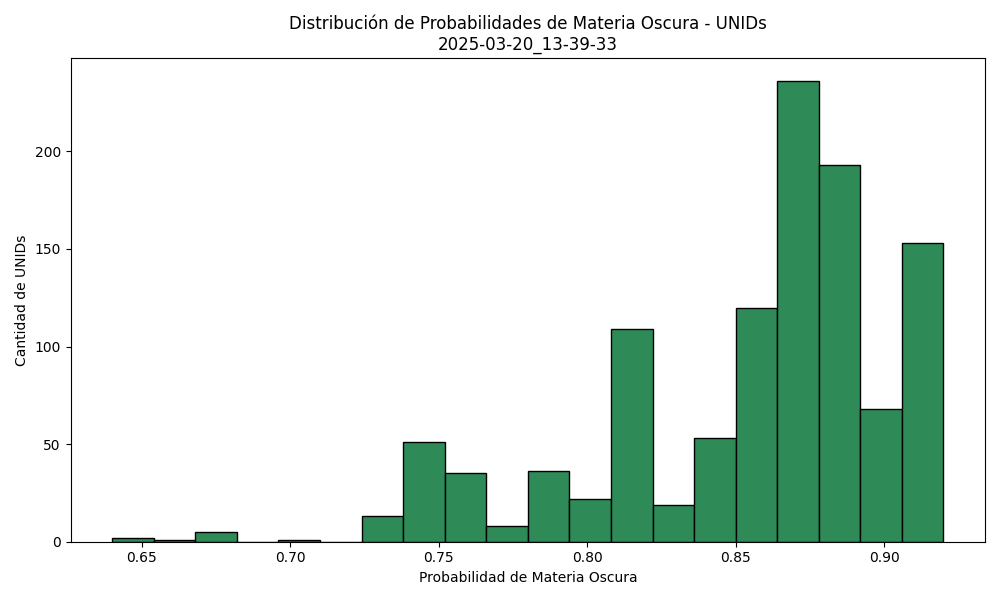 Distribución de Probabilidades de Materia Oscura - UNIDs
2025-03-20_13-39-33
Cantidad de UNIDs
200
150
100
50
0
0.65 0.70 0.75 0.80 0.85 0.90
Probabilidad de Materia Oscura